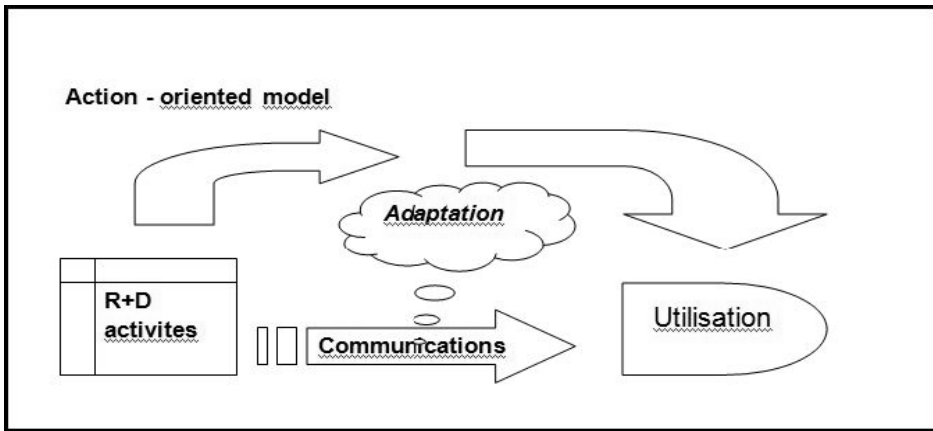 Action - oriented model
Adaptation
R+D
activites
Communications
Utilisation